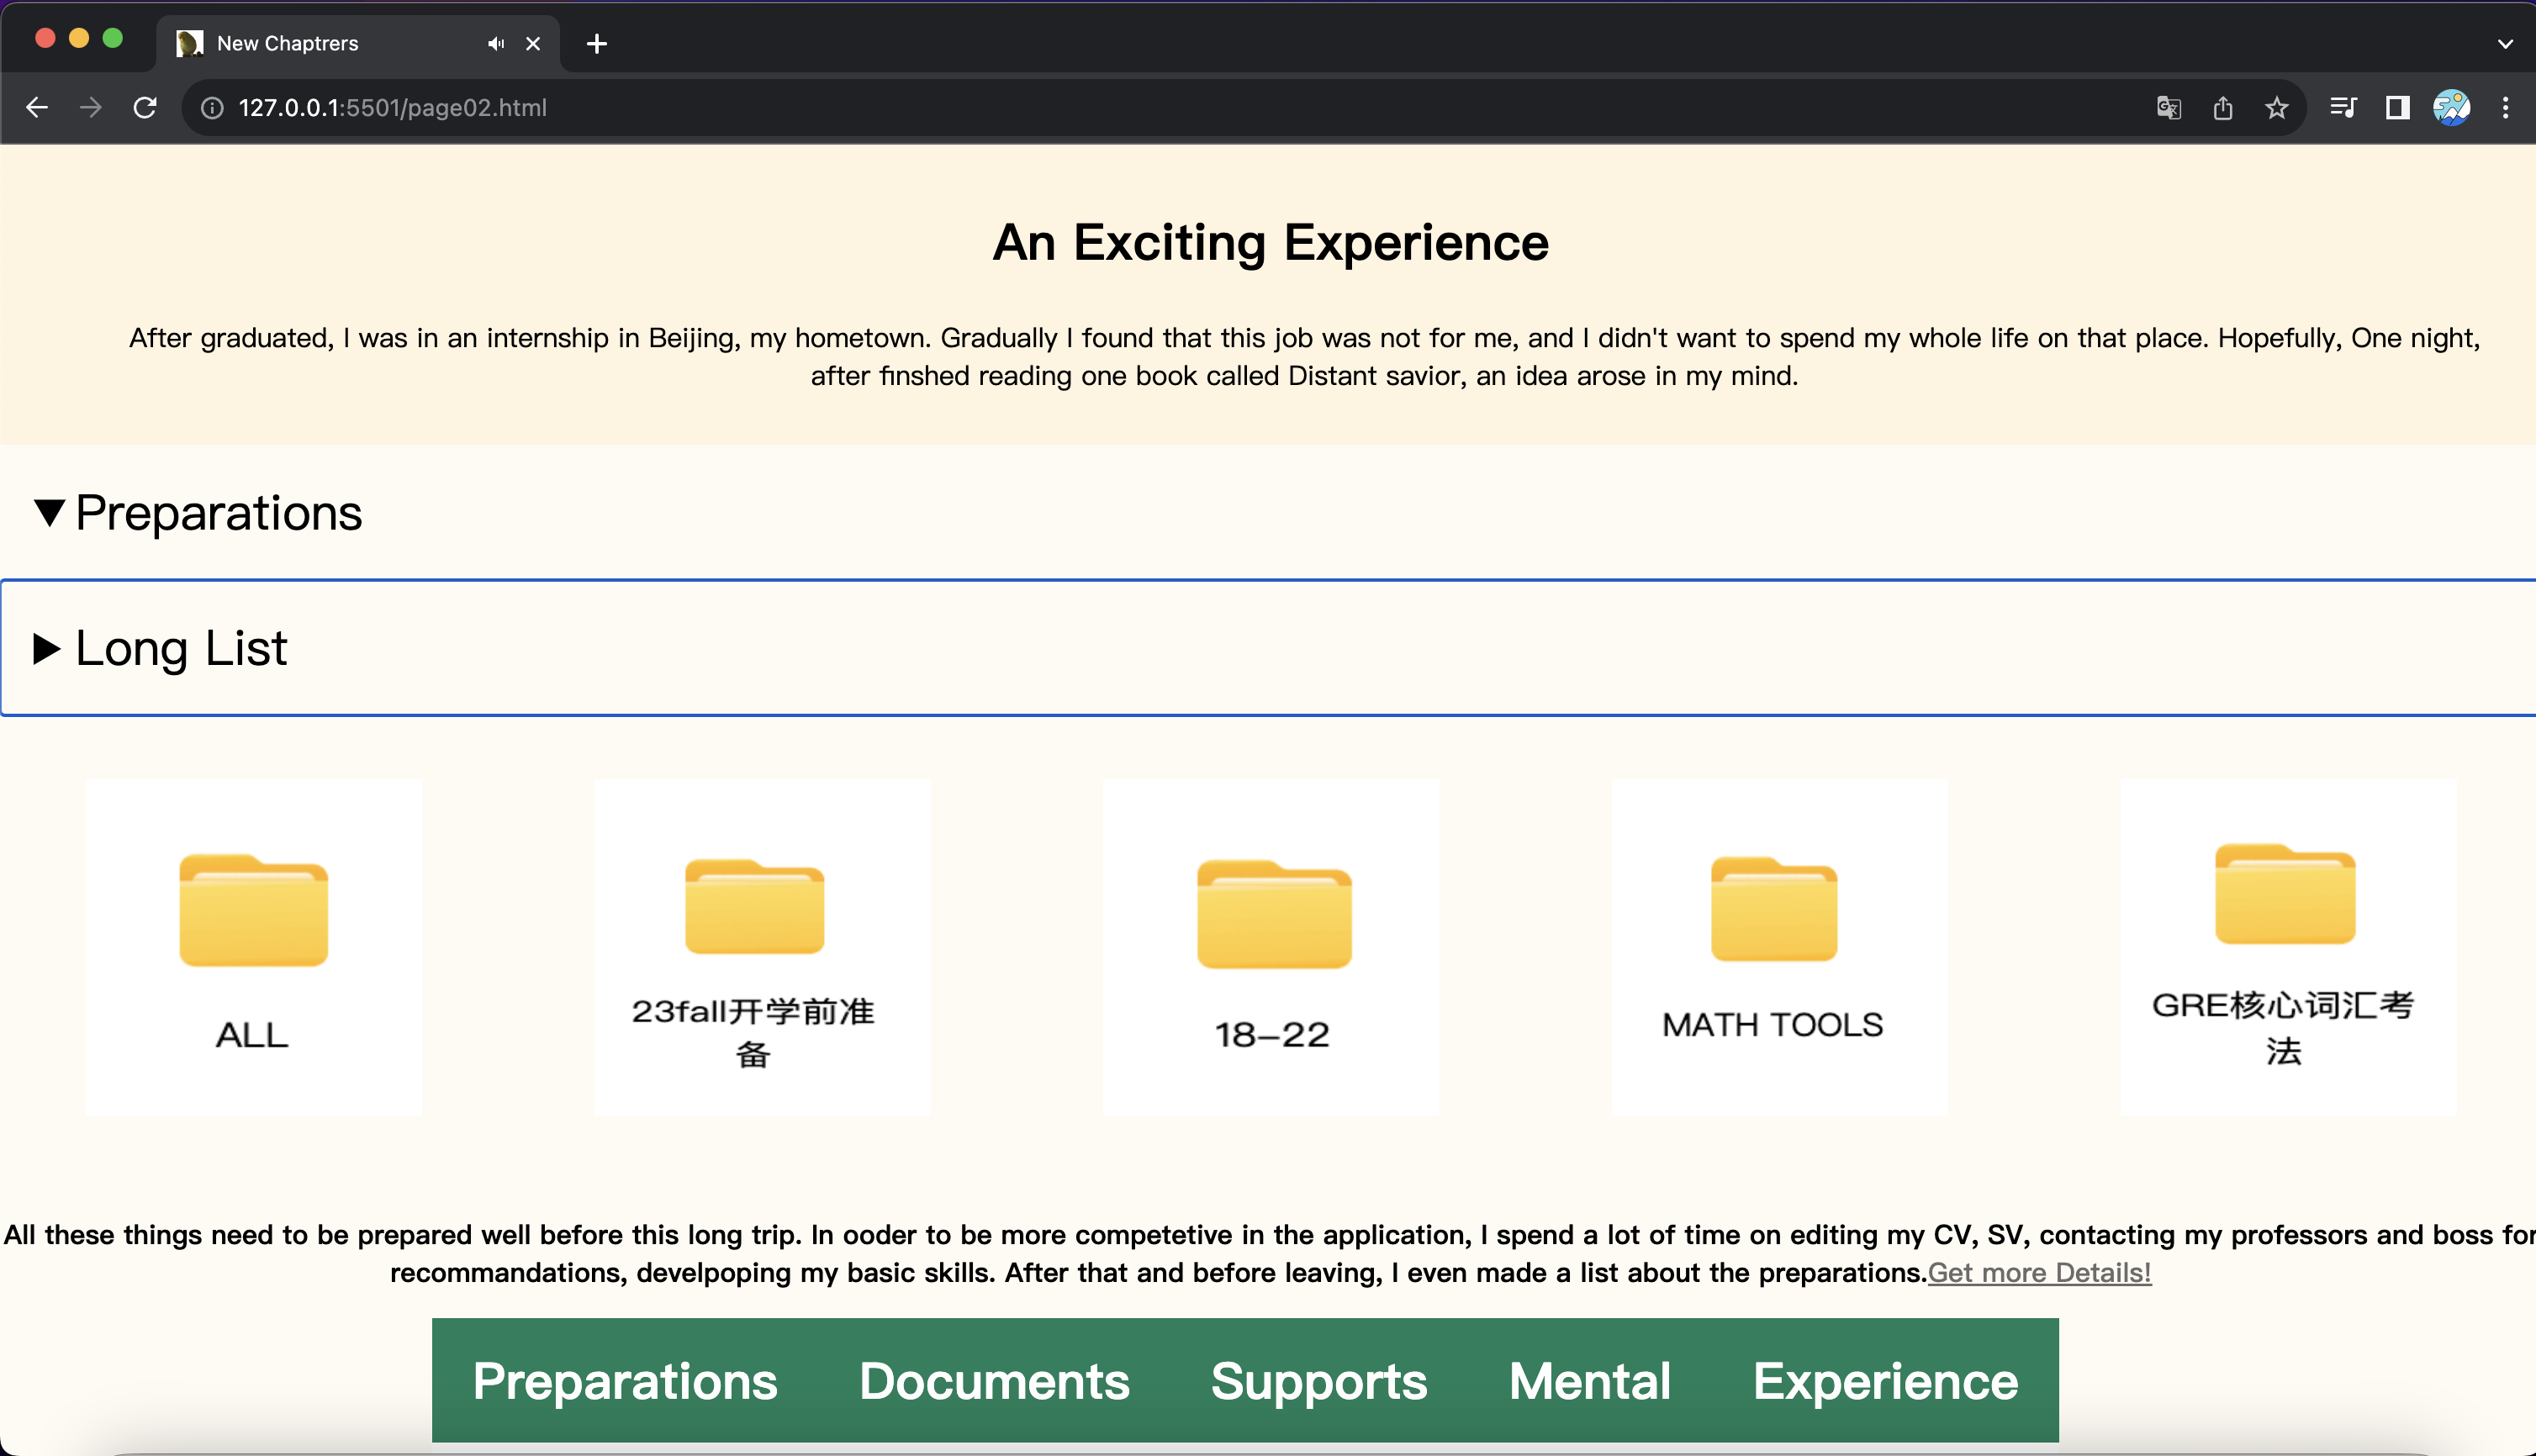 New Chaptrers
127.0.0.1:5501/page02.html
An Exciting Experience
After graduated, I was in an internship in Beijing, my hometown. Gradually I found that this job was not for me, and I didn't want to spend my whole life on that place. Hopefully, One night,
after finshed reading one book called Distant savior, an idea arose in my mind.
Preparations
Long List
ALL
23fall开学前准
备
18-22
MATH TOOLS
GRE核心词汇考
法
All these things need to be prepared well before this long trip. In ooder to be more competetive in the application, I spend a lot of time on editing my CV, SV, contacting my professors and boss for
recommandations, develpoping my basic skills. After that and before leaving, I even made a list about the preparations.Get more Details!
Preparations Documents Supports Mental Experience